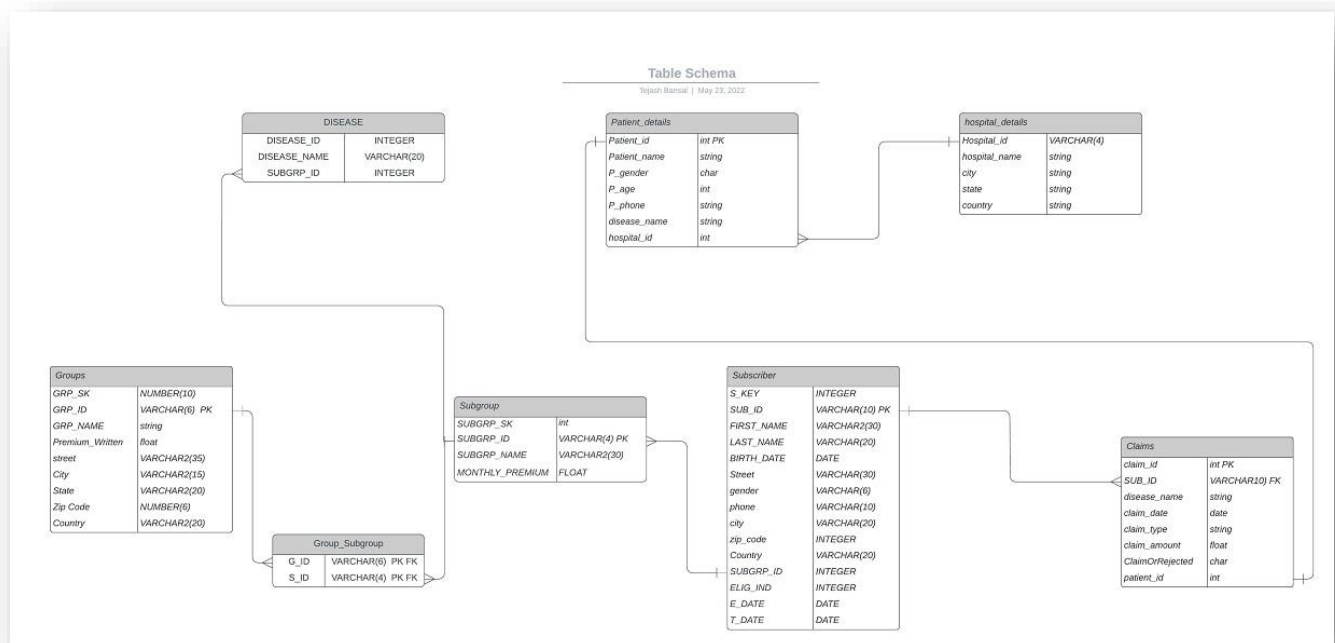 Table Schema
Tejash Bansal | May 23, 2022
DISEASE
DISEASE_ID INTEGER
DISEASE_NAME VARCHAR(20)
SUBGRP_ID INTEGER
Patient_details
Patient_id int PK
Patient_name string
P_gender char
P_age int
P_phone string
disease_name string
hospital_id int
hospital_details
Hospital_id VARCHAR(4)
hospital_name string
city string
state string
country string
Groups
GRP_SK NUMBER(10)
GRP_ID VARCHAR(6) PK
GRP_NAME string
Premium_Written float
street VARCHAR2(35)
City VARCHAR2(15)
State VARCHAR2(20)
Zip Code NUMBER(6)
Country VARCHAR2(20)
Group_Subgroup
G_ID VARCHAR(6) PK FK
S_ID VARCHAR(4) PK FK
Subgroup
SUBGRP_SK int
SUBGRP_ID VARCHAR(4) PK
SUBGRP_NAME VARCHAR2(30)
MONTHLY_PREMIUM FLOAT
Subscriber
S_KEY INTEGER
SUB_ID VARCHAR(10) PK
FIRST_NAME VARCHAR2(30)
LAST_NAME VARCHAR(20)
BIRTH_DATE DATE
Street VARCHAR(30)
gender VARCHAR(6)
phone VARCHAR(10)
city VARCHAR(20)
zip_code INTEGER
Country VARCHAR(20)
SUBGRP_ID INTEGER
ELIG_IND INTEGER
E_DATE DATE
T_DATE DATE
Claims
claim_id int PK
SUB_ID VARCHAR10) FK
disease_name string
claim_date date
claim_type string
claim_amount float
ClaimOrRejected char
patient_id int